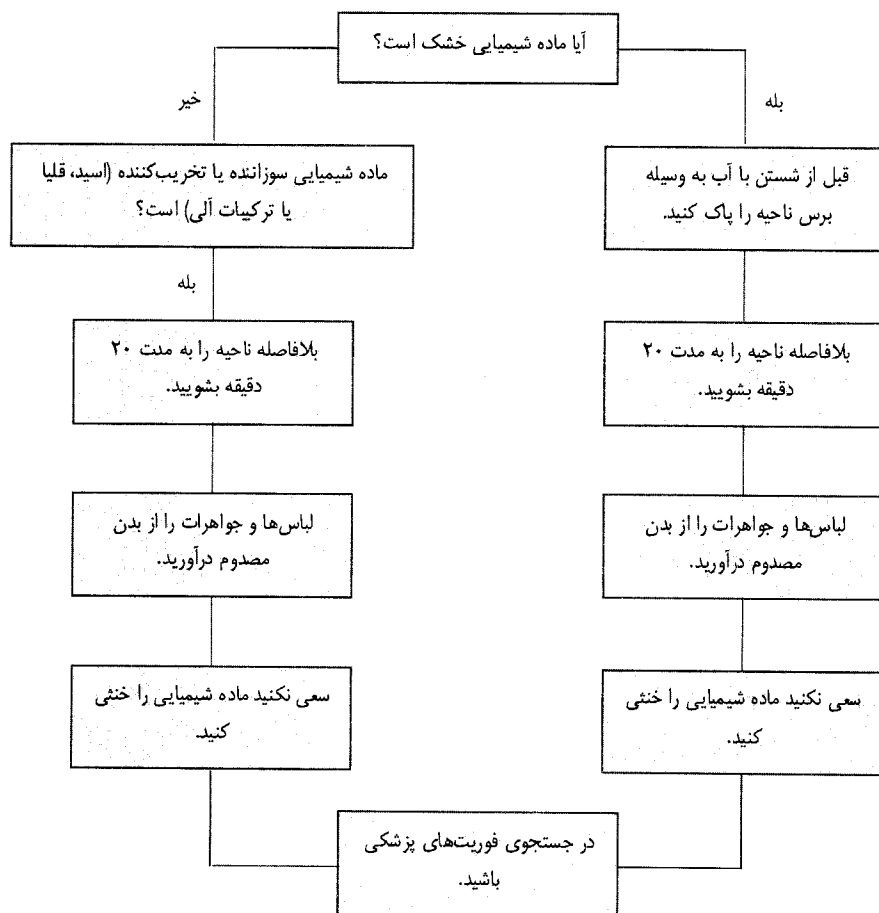 آیا ماده شیمیایی خشک است؟
بله
خیر
قبل از شستن با آب به وسیله
برس ناحیه را پاک کنید.
ماده شیمیایی سوزاننده یا تخریب‌کننده (اسید، قلیا
یا ترکیبات آلی) است؟
بله
بلافاصله ناحیه را به مدت ۲۰
دقیقه بشویید.
بلافاصله ناحیه را به مدت ۲۰
دقیقه بشویید.
لباس‌ها و جواهرات را از بدن
مصدوم درآورید.
لباس‌ها و جواهرات را از بدن
مصدوم درآورید.
سعی نکنید ماده شیمیایی را خنثی
کنید.
سعی نکنید ماده شیمیایی را خنثی
کنید.
در جستجوی فوریت‌های پزشکی
باشید.